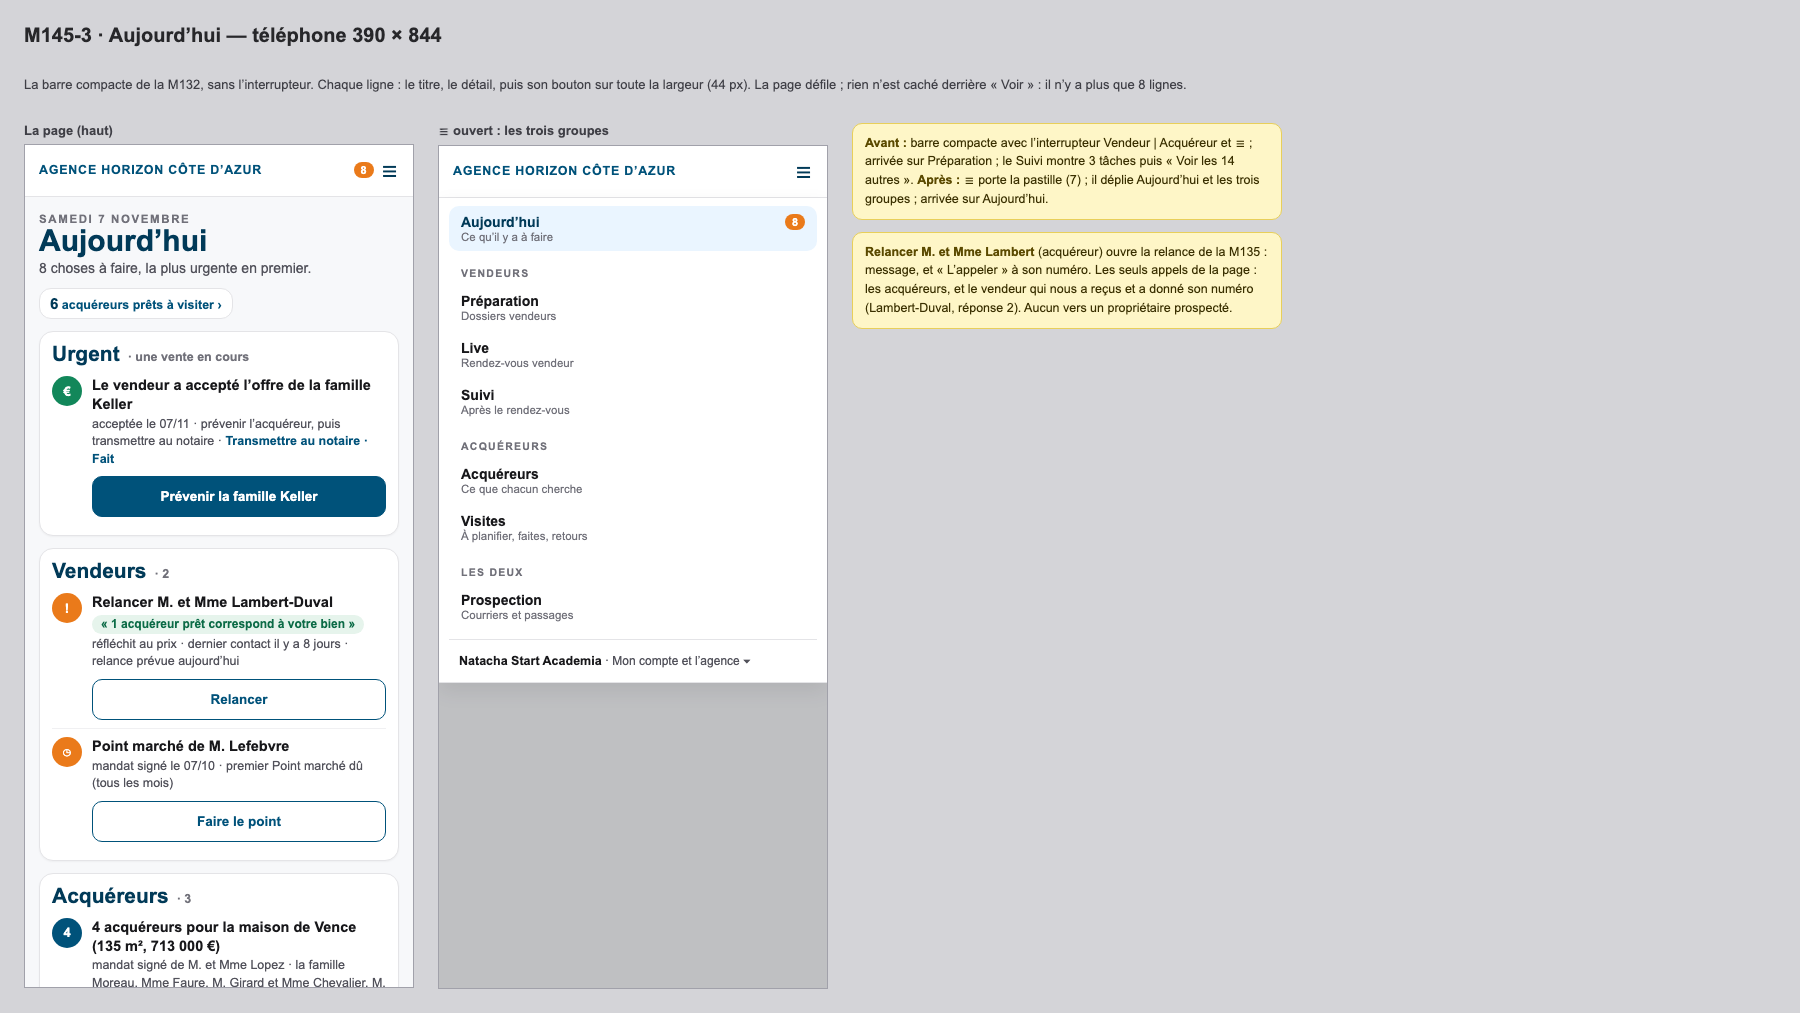 M145-3 · Aujourd’hui — téléphone 390 × 844
La barre compacte de la M132, sans l’interrupteur. Chaque ligne : le titre, le détail, puis son bouton sur toute la largeur (44 px). La page défile ; rien n’est caché derrière « Voir » : il n’y a plus que 8 lignes.
La page (haut)
AGENCE HORIZON CÔTE D’AZUR
8
☰
SAMEDI 7 NOVEMBRE
Aujourd’hui
8 choses à faire, la plus urgente en premier.
6 acquéreurs prêts à visiter ›
Urgent · une vente en cours
€
Le vendeur a accepté l’offre de la famille
Keller
acceptée le 07/11 · prévenir l’acquéreur, puis
transmettre au notaire · Transmettre au notaire ·
Fait
Prévenir la famille Keller
Vendeurs · 2
!
Relancer M. et Mme Lambert-Duval
« 1 acquéreur prêt correspond à votre bien »
réfléchit au prix · dernier contact il y a 8 jours ·
relance prévue aujourd’hui
Relancer
◷
Point marché de M. Lefebvre
mandat signé le 07/10 · premier Point marché dû
(tous les mois)
Faire le point
Acquéreurs · 3
4
4 acquéreurs pour la maison de Vence
(135 m², 713 000 €)
mandat signé de M. et Mme Lopez · la famille
Moreau, Mme Faure, M. Girard et Mme Chevalier, M.
☰ ouvert : les trois groupes
AGENCE HORIZON CÔTE D’AZUR
☰
Aujourd’hui
8
Ce qu’il y a à faire
VENDEURS
Préparation
Dossiers vendeurs
Live
Rendez-vous vendeur
Suivi
Après le rendez-vous
ACQUÉREURS
Acquéreurs
Ce que chacun cherche
Visites
À planifier, faites, retours
LES DEUX
Prospection
Courriers et passages
Natacha Start Academia · Mon compte et l’agence ▾
Avant : barre compacte avec l’interrupteur Vendeur | Acquéreur et ☰ ;
arrivée sur Préparation ; le Suivi montre 3 tâches puis « Voir les 14
autres ». Après : ☰ porte la pastille (7) ; il déplie Aujourd’hui et les trois
groupes ; arrivée sur Aujourd’hui.
Relancer M. et Mme Lambert (acquéreur) ouvre la relance de la M135 :
message, et « L’appeler » à son numéro. Les seuls appels de la page :
les acquéreurs, et le vendeur qui nous a reçus et a donné son numéro
(Lambert-Duval, réponse 2). Aucun vers un propriétaire prospecté.